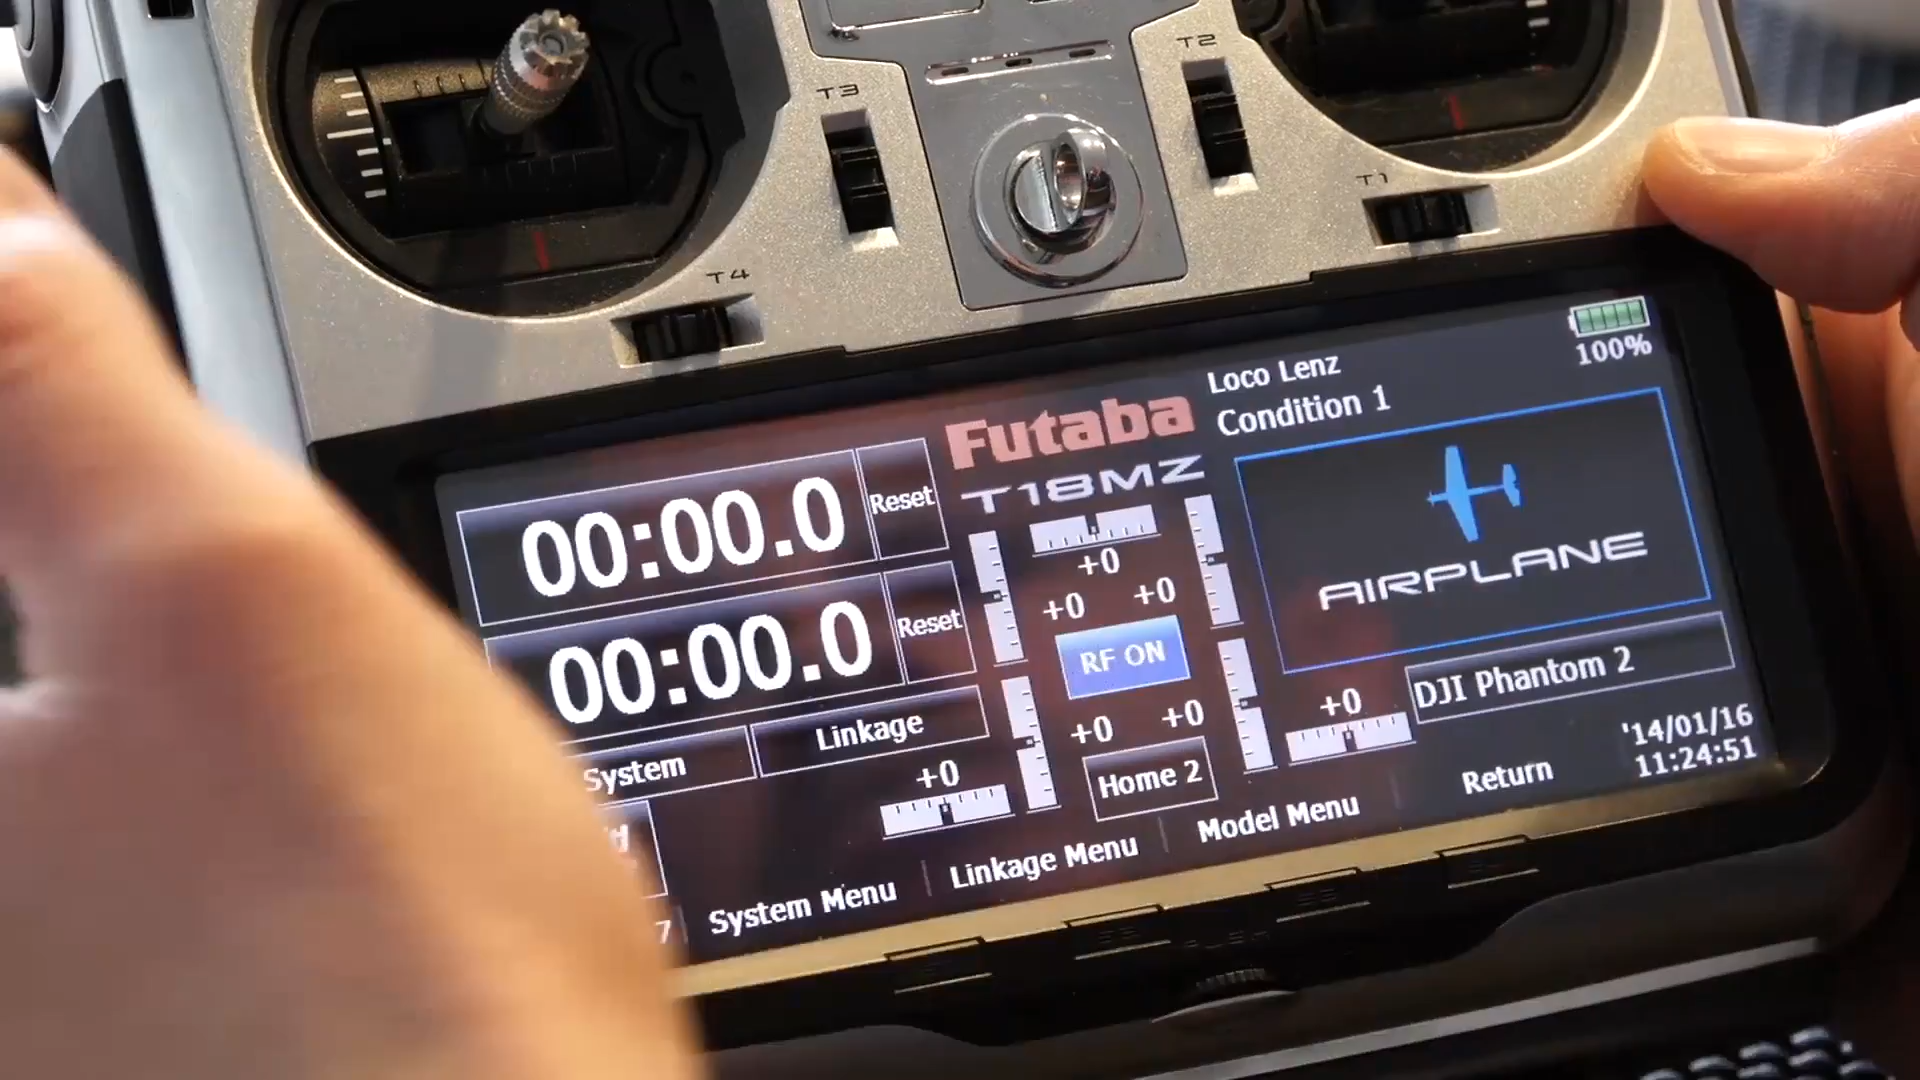 T3
T2
T1
T4
100%
Loco Lenz
Condition 1
Futaba
T18MZ
00:00.0
Reset
00:00.0
Reset
+0
+0
+0
RF ON
+0
+0
AIRPLANE
DJI Phantom 2
System
Linkage
+0
Home 2
+0
'14/01/16
11:24:51
7
System Menu
Linkage Menu
Model Menu
Return